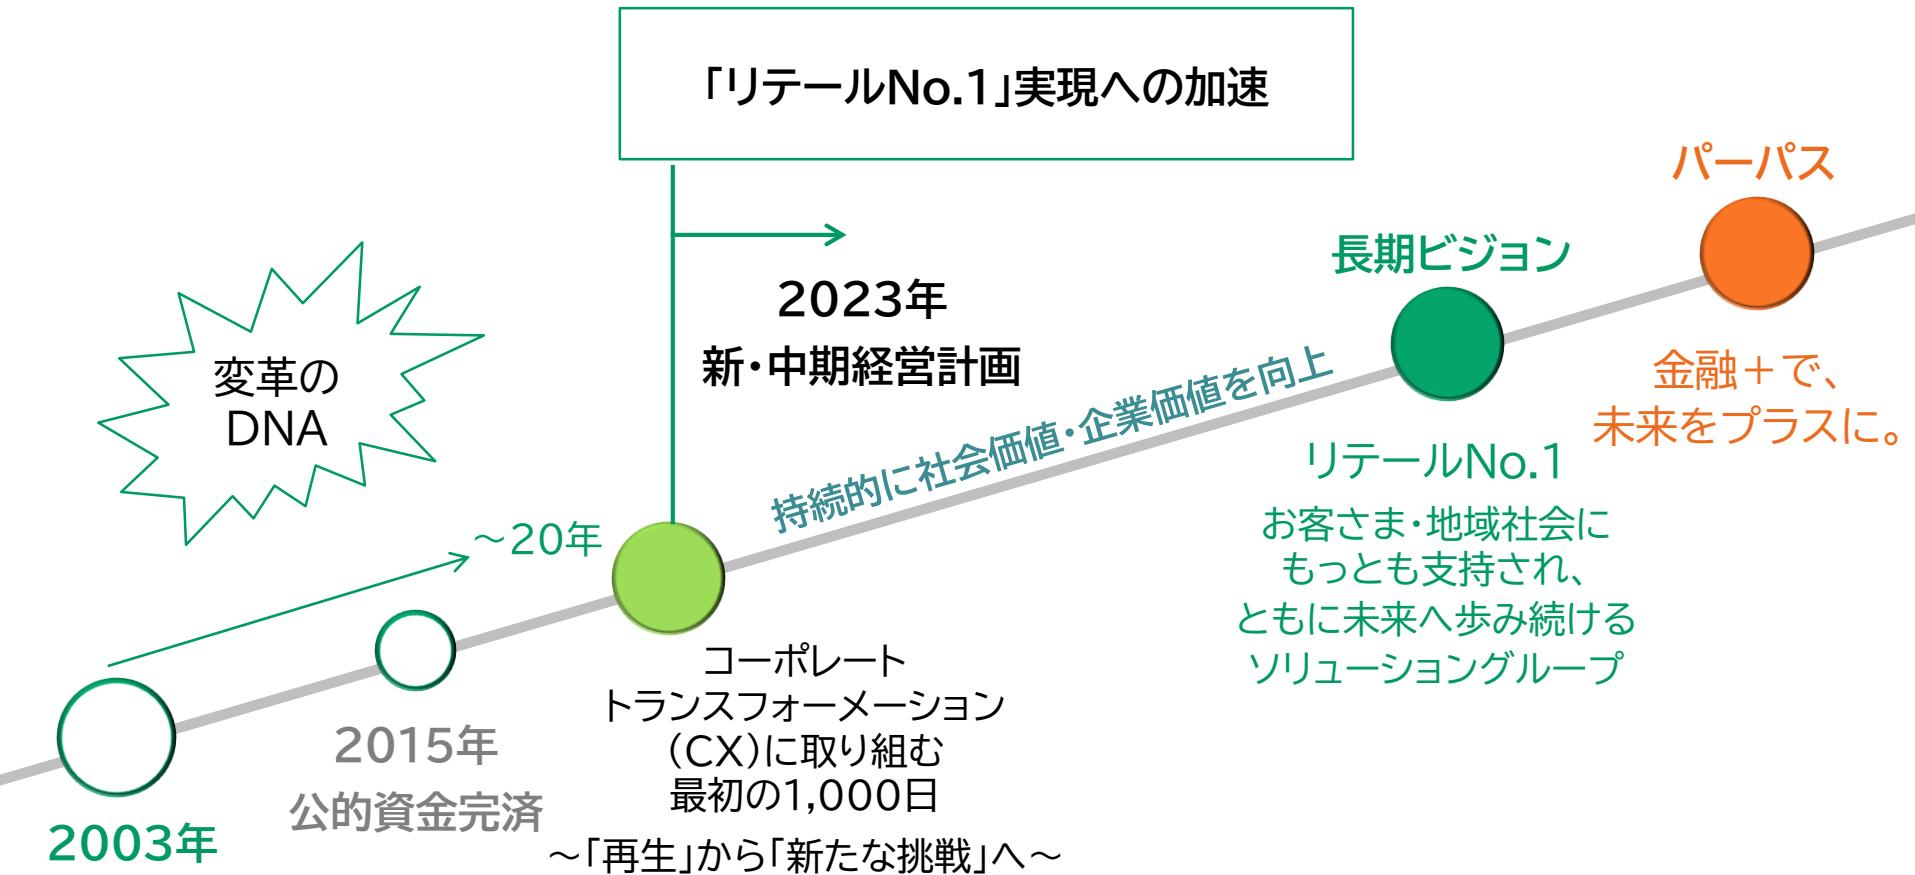 「リテールNo.1」実現への加速
パーパス
長期ビジョン
2023年
新・中期経営計画
変革の
DNA
金融＋で、
未来をプラスに。
持続的に社会価値・企業価値を向上
リテールNo.1
お客さま・地域社会に
もっとも支持され、
ともに未来へ歩み続ける
ソリューショングループ
～20年
コーポレート
トランスフォーメーション
（CX）に取り組む
最初の1,000日
～「再生」から「新たな挑戦」へ～
2015年
公的資金完済
2003年